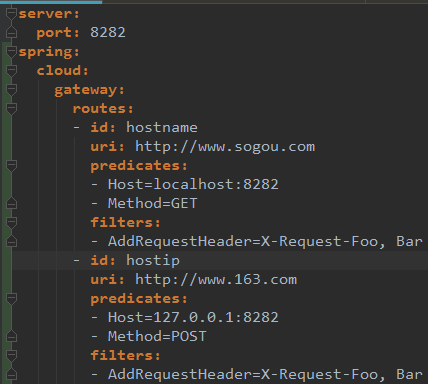 server:
  port: 8282
spring:
  cloud:
    gateway:
      routes:
      - id: hostname
        uri: http://www.sogou.com
        predicates:
        - Host=localhost:8282
        - Method=GET
        filters:
        - AddRequestHeader=X-Request-Foo, Bar
      - id: hostip
        uri: http://www.163.com
        predicates:
        - Host=127.0.0.1:8282
        - Method=POST
        filters:
        - AddRequestHeader=X-Request-Foo, Bar